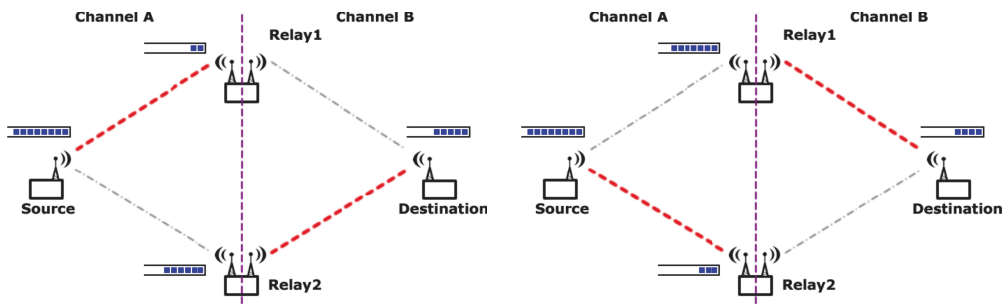 Channel A Channel B
Relay1
Source
Destination
Relay2
Channel A Channel B
Relay1
Source
Destination
Relay2